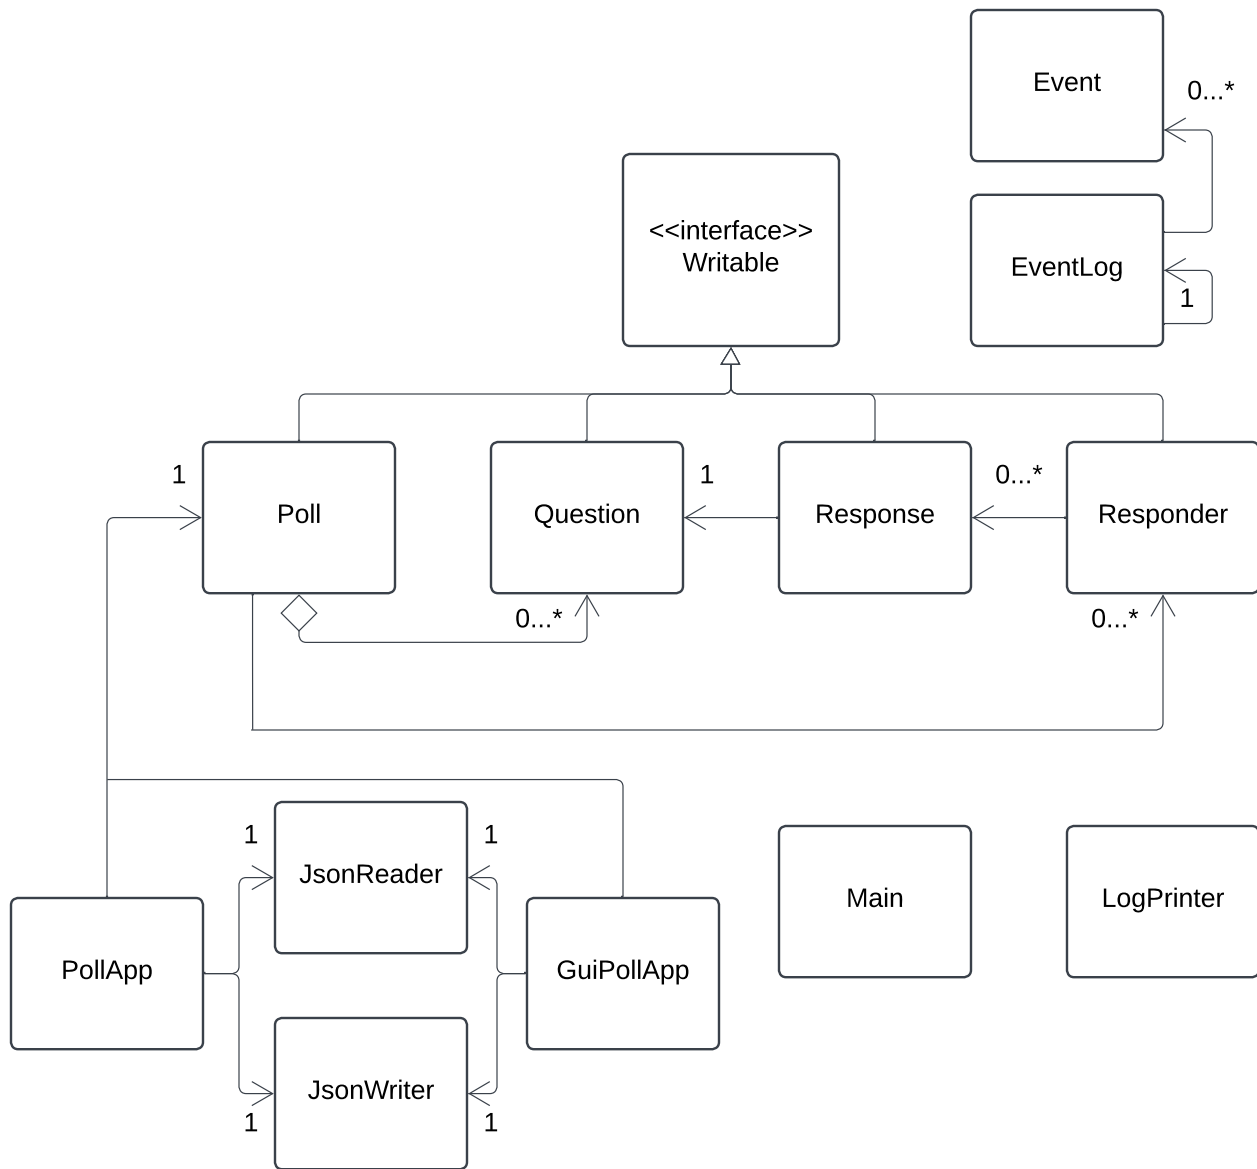 Event
0...*
<<interface>>
Writable
EventLog
1
1
Poll
Question
1
Response
0...*
Responder
0...*
0...*
1
JsonReader
1
PollApp
GuiPollApp
Main
LogPrinter
JsonWriter
1
1